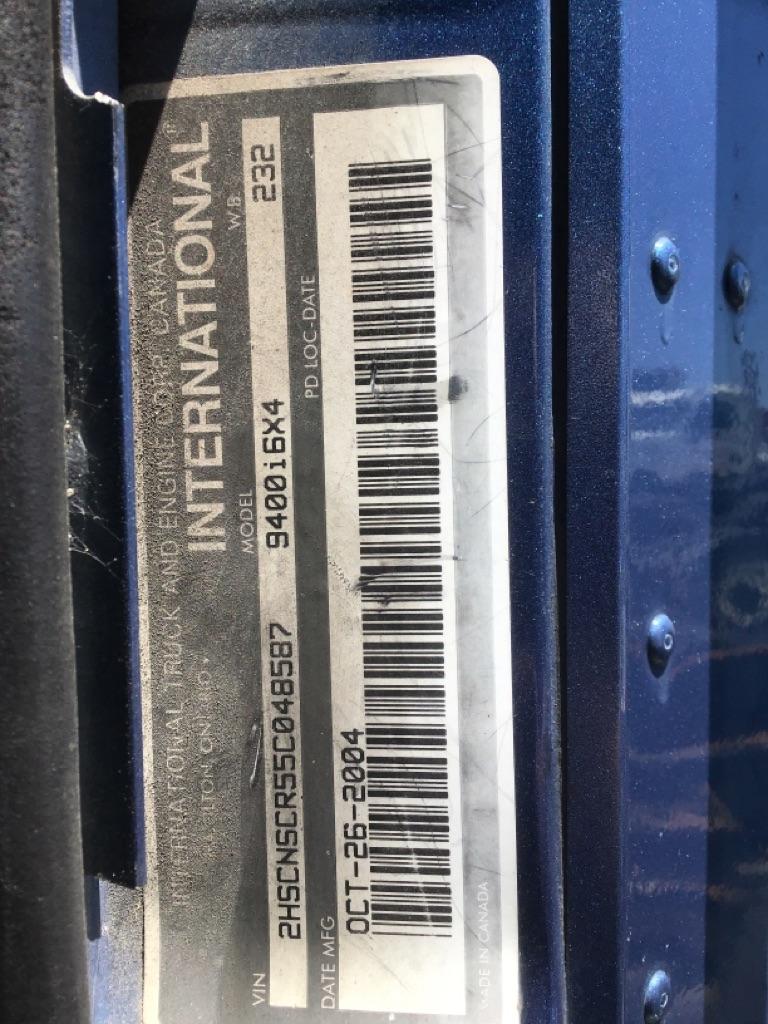 INTERNATIONAL TRUCK AND ENGINE CORP. CANADA
ONTARIO
INTERNATIONAL®
VIN MODEL W.B.
2HSCNSCR55C048587 9400i6X4 232
DATE MFG PD LOC-DATE
OCT-26-2004
MADE IN CANADA